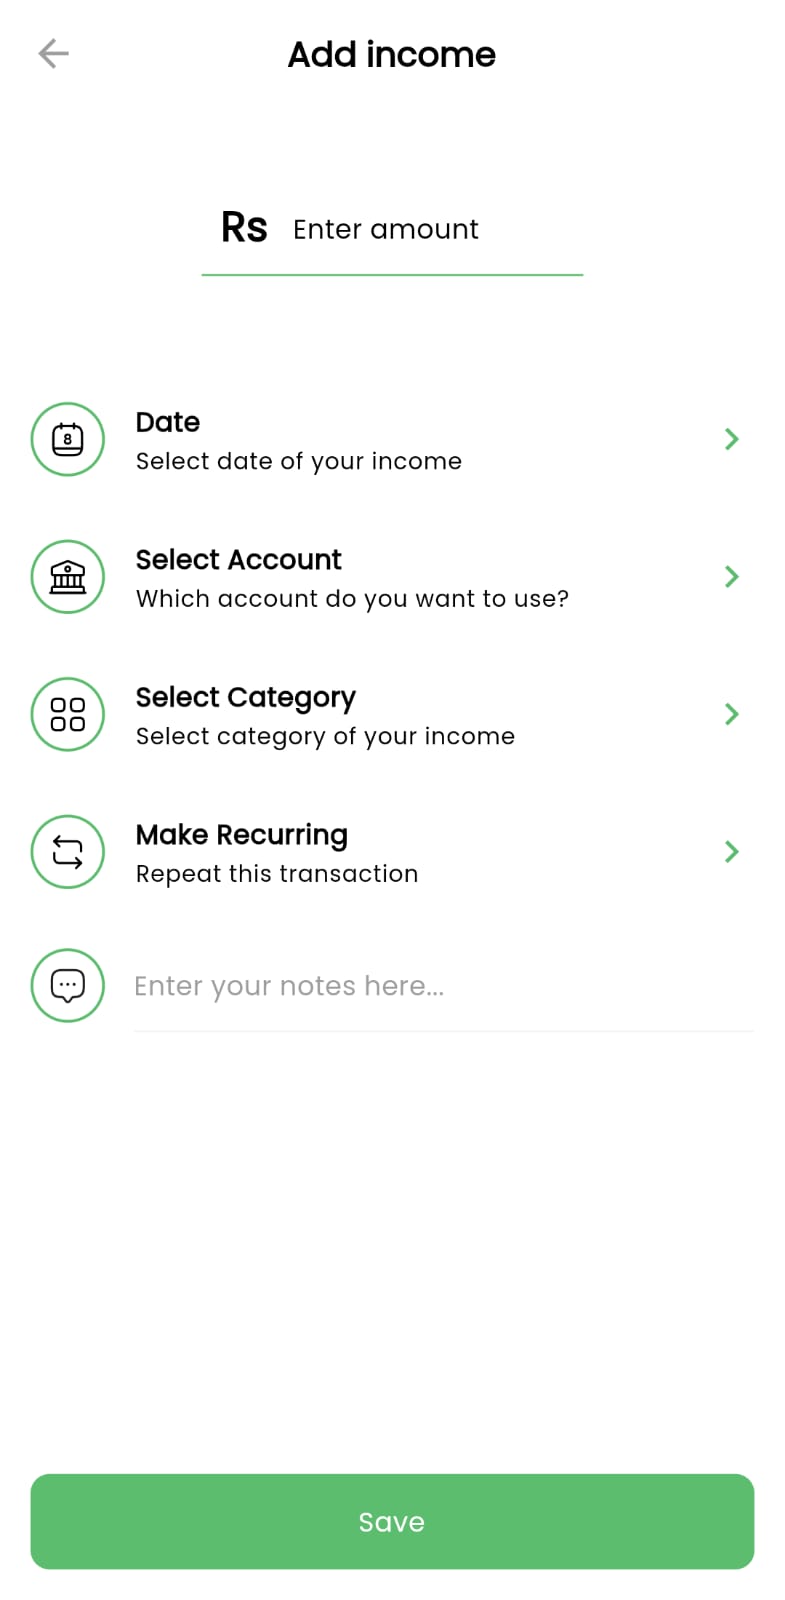 Add income
Rs Enter amount
Date
8
Select date of your income
Select Account
Which account do you want to use?
Select Category
Select category of your income
Make Recurring
Repeat this transaction
Enter your notes here...
Save